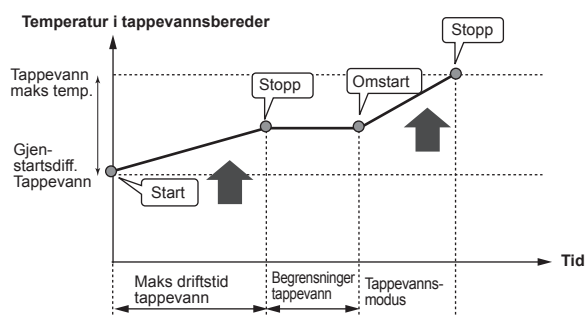 Temperatur i tappevannsbereder
Stopp
Tappevann
maks temp.
Stopp
Omstart
Gjen-
startsdiff.
Tappevann
Start
Tid
Maks driftstid
tappevann
Begrensninger
tappevann
Tappevanns-
modus